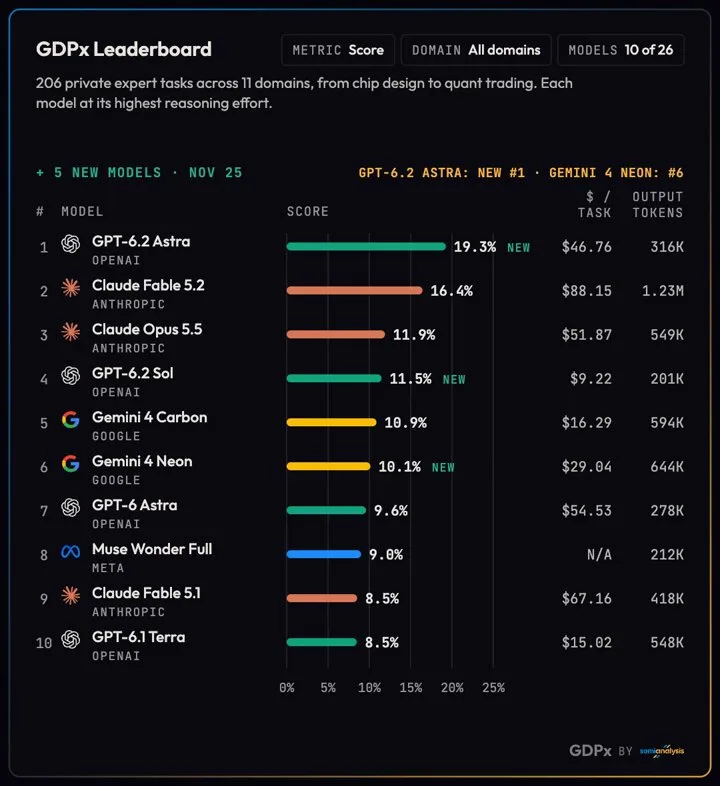 GDPx Leaderboard
METRIC Score
DOMAIN All domains
MODELS 10 of 26
206 private expert tasks across 11 domains, from chip design to quant trading. Each
model at its highest reasoning effort.
+ 5 NEW MODELS · NOV 25
GPT-6.2 ASTRA: NEW #1 · GEMINI 4 NEON: #6
# MODEL SCORE $ / TASK OUTPUT TOKENS
1 GPT-6.2 Astra 19.3% NEW $46.76 316K
OPENAI
2 Claude Fable 5.2 16.4% $88.15 1.23M
ANTHROPIC
3 Claude Opus 5.5 11.9% $51.87 549K
ANTHROPIC
4 GPT-6.2 Sol 11.5% NEW $9.22 201K
OPENAI
5 Gemini 4 Carbon 10.9% $16.29 594K
GOOGLE
6 Gemini 4 Neon 10.1% NEW $29.04 644K
GOOGLE
7 GPT-6 Astra 9.6% $54.53 278K
OPENAI
8 Muse Wonder Full 9.0% N/A 212K
META
9 Claude Fable 5.1 8.5% $67.16 418K
ANTHROPIC
10 GPT-6.1 Terra 8.5% $15.02 548K
OPENAI
0% 5% 10% 15% 20% 25%
GDPx BY semianalysis